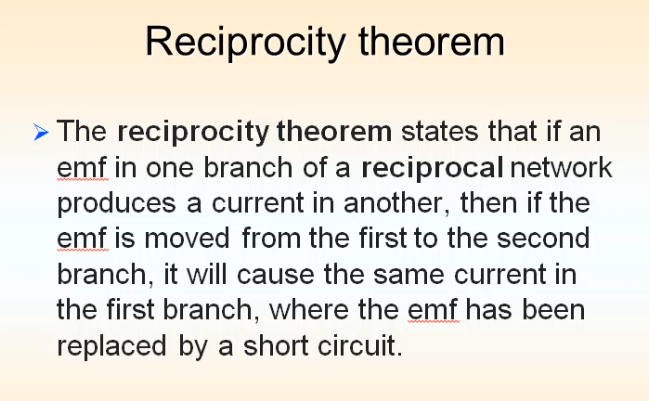 Reciprocity theorem
The reciprocity theorem states that if an
emf in one branch of a reciprocal network
produces a current in another, then if the
emf is moved from the first to the second
branch, it will cause the same current in
the first branch, where the emf has been
replaced by a short circuit.